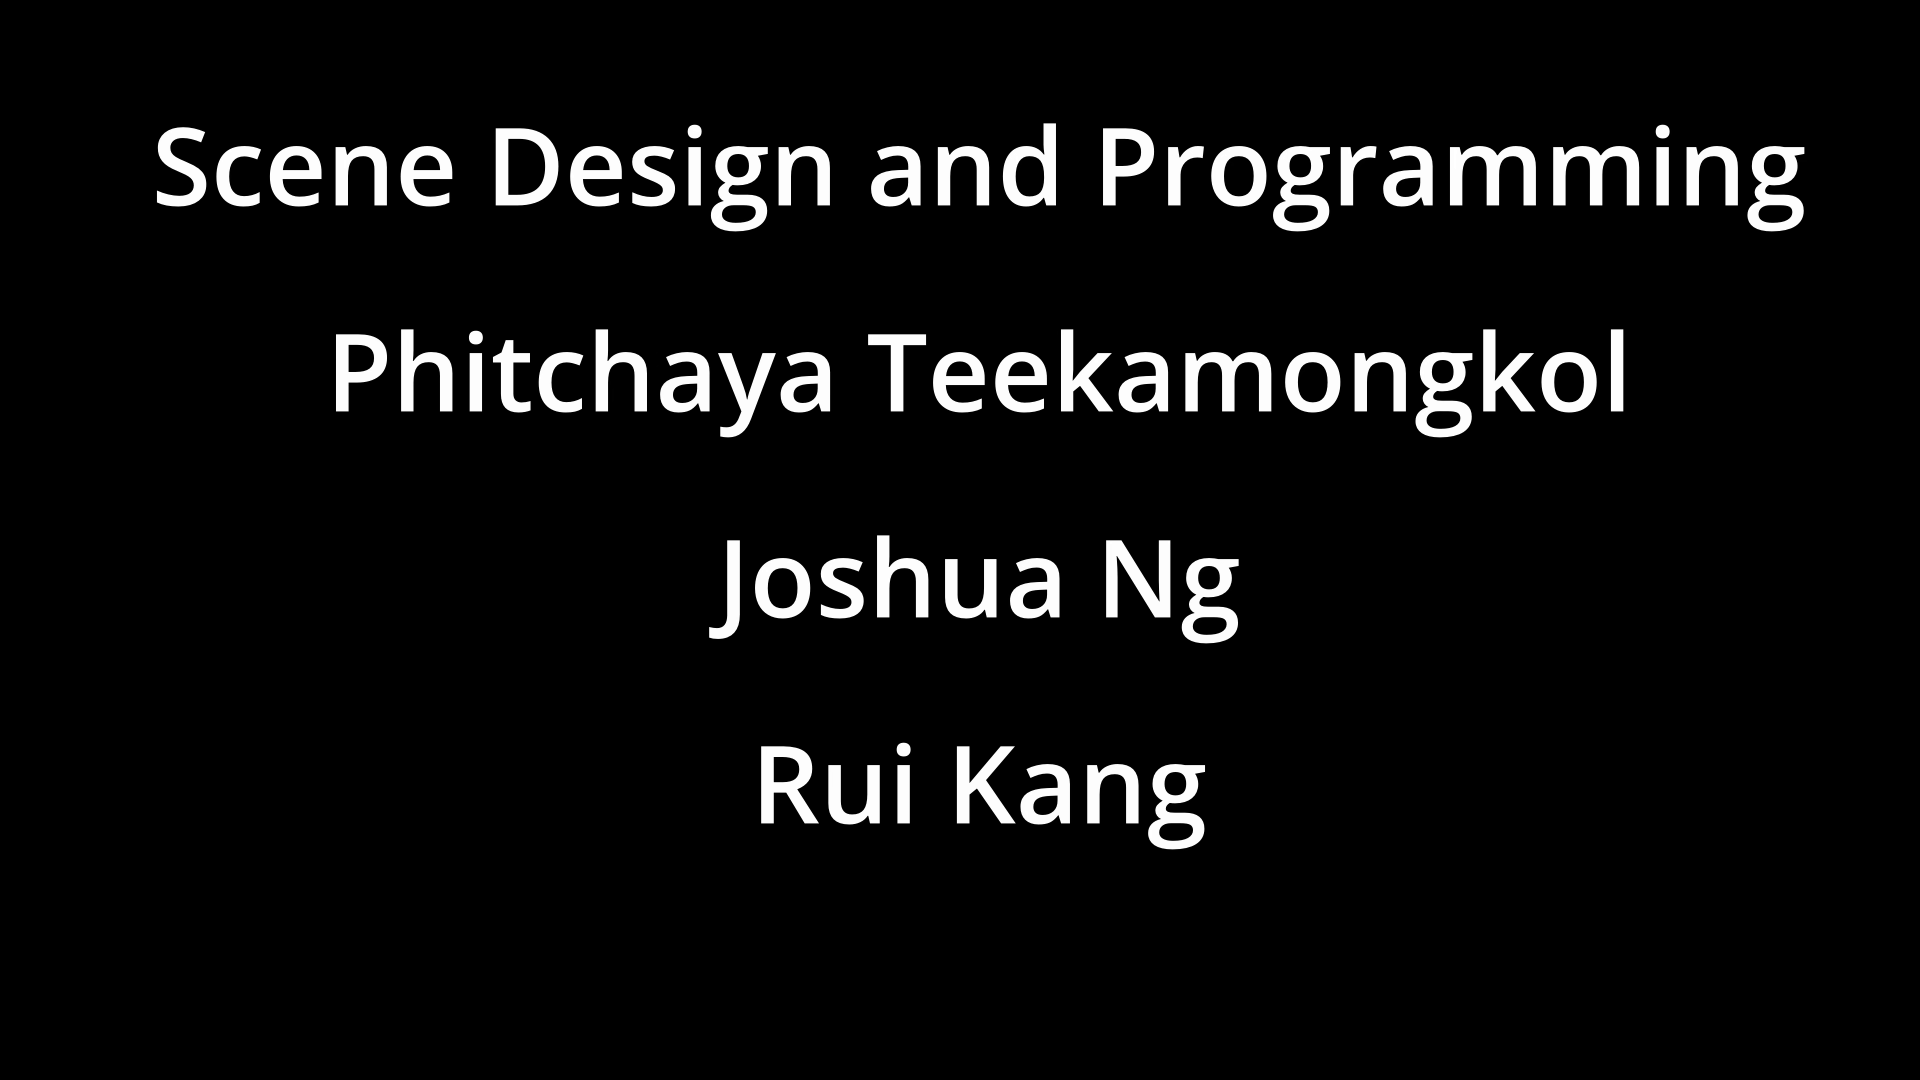 Scene Design and Programming
Phitchaya Teekamongkol
Joshua Ng
Rui Kang